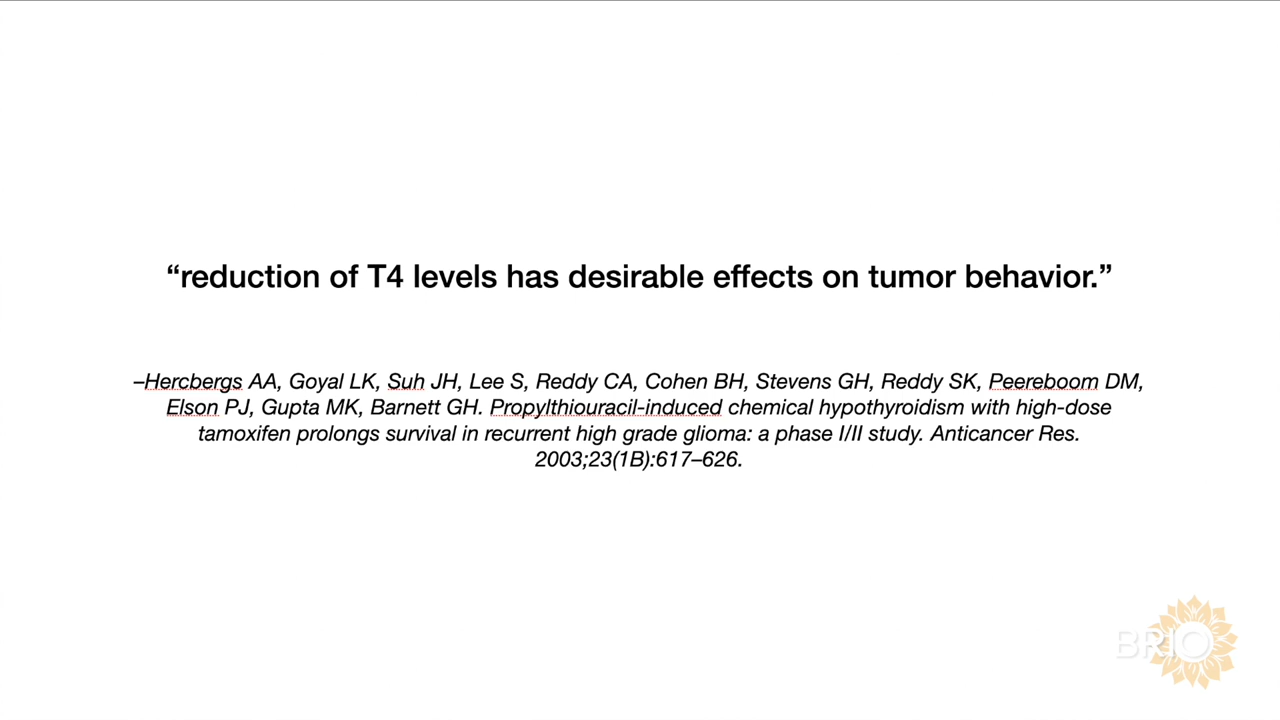 “reduction of T4 levels has desirable effects on tumor behavior.”
–Hercbergs AA, Goyal LK, Suh JH, Lee S, Reddy CA, Cohen BH, Stevens GH, Reddy SK, Peereboom DM,
Elson PJ, Gupta MK, Barnett GH. Propylthiouracil-induced chemical hypothyroidism with high-dose
tamoxifen prolongs survival in recurrent high grade glioma: a phase I/II study. Anticancer Res.
2003;23(1B):617–626.
BRIO